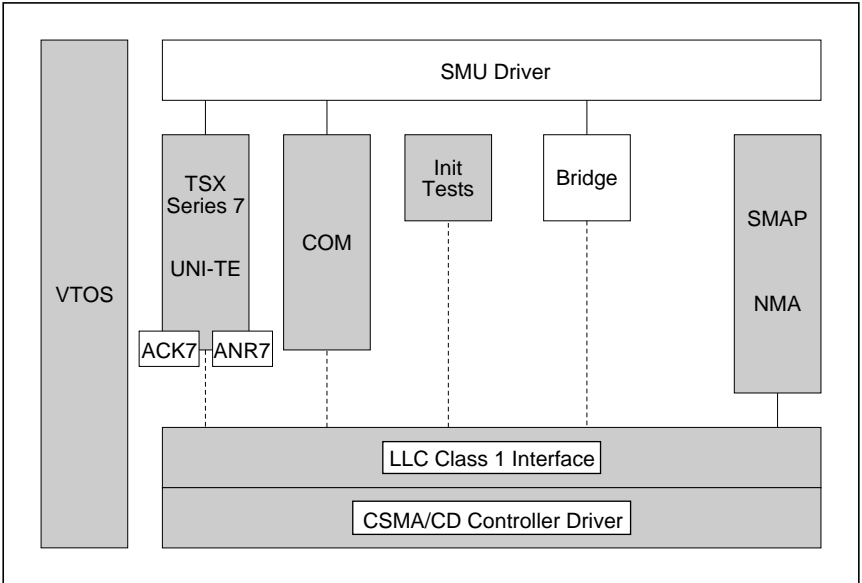 SMU Driver
VTOS
TSX
Series 7
UNI-TE
ACK7
ANR7
COM
Init
Tests
Bridge
SMAP
NMA
LLC Class 1 Interface
CSMA/CD Controller Driver